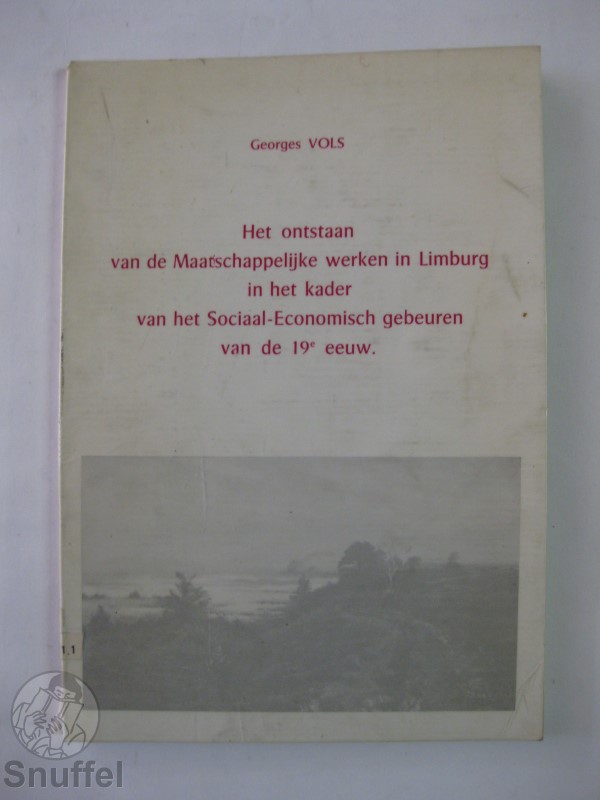 Georges VOLS
Het ontstaan
van de Maatschappelijke werken in Limburg
in het kader
van het Sociaal-Economisch gebeuren
van de 19e eeuw.
1.1
Snuffel